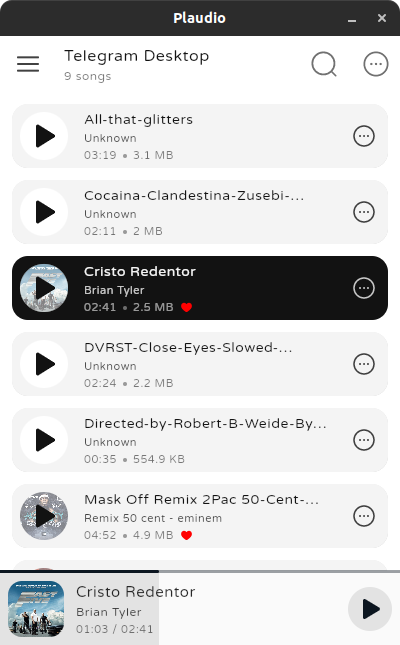 Plaudio
Telegram Desktop
9 songs
All-that-glitters
Unknown
03:19 • 3.1 MB
Cocaina-Clandestina-Zusebi-...
Unknown
02:11 • 2 MB
Cristo Redentor
Brian Tyler
02:41 • 2.5 MB
DVRST-Close-Eyes-Slowed-...
Unknown
02:24 • 2.2 MB
Directed-by-Robert-B-Weide-By...
Unknown
00:35 • 554.9 KB
Mask Off Remix 2Pac 50-Cent-...
Remix 50 cent - eminem
04:52 • 4.9 MB
Cristo Redentor
Brian Tyler
01:03 / 02:41